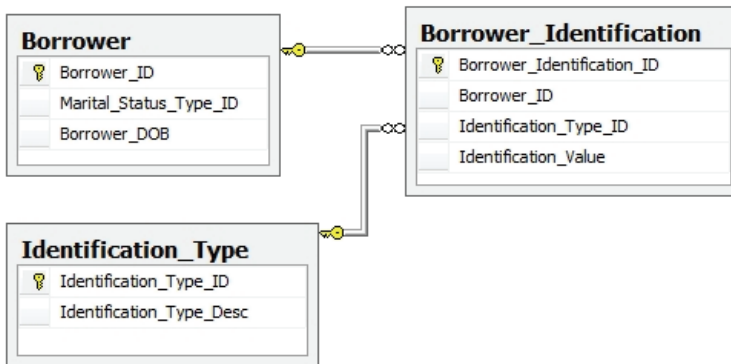 Borrower
Borrower_ID
Marital_Status_Type_ID
Borrower_DOB
Borrower_Identification
Borrower_Identification_ID
Borrower_ID
Identification_Type_ID
Identification_Value
Identification_Type
Identification_Type_ID
Identification_Type_Desc